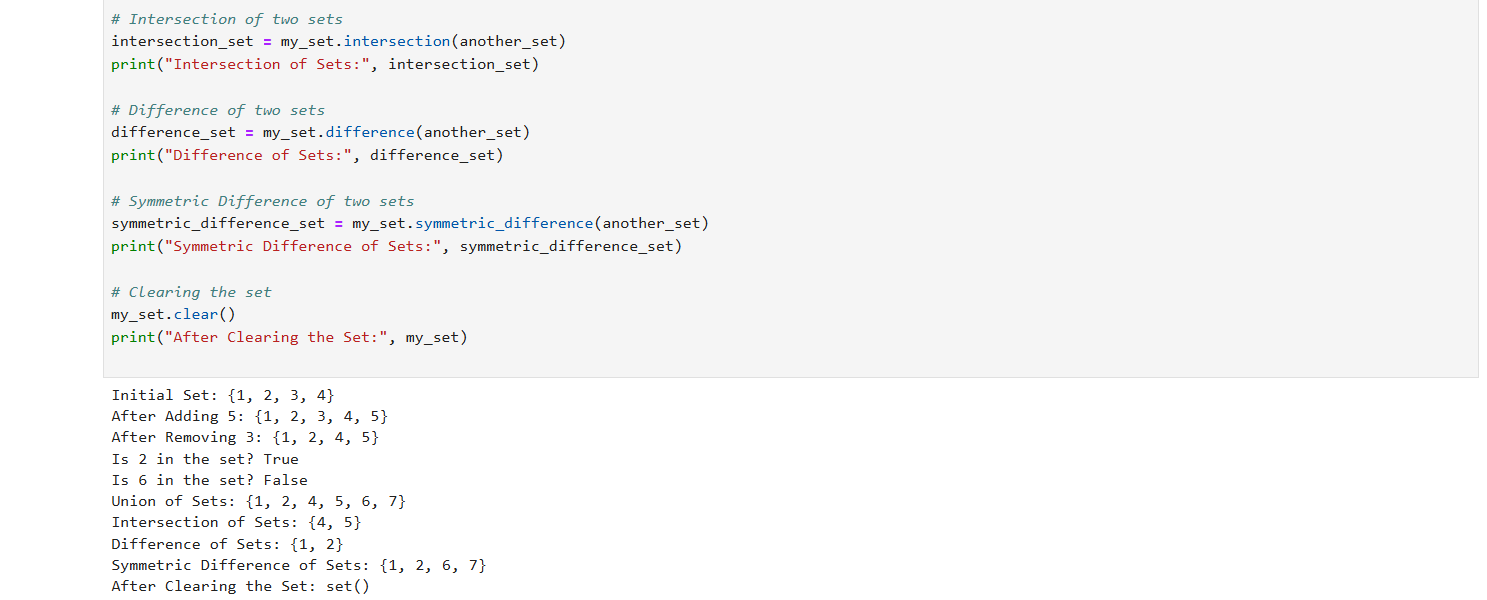 # Intersection of two sets
intersection_set = my_set.intersection(another_set)
print("Intersection of Sets:", intersection_set)
# Difference of two sets
difference_set = my_set.difference(another_set)
print("Difference of Sets:", difference_set)
# Symmetric Difference of two sets
symmetric_difference_set = my_set.symmetric_difference(another_set)
print("Symmetric Difference of Sets:", symmetric_difference_set)
# Clearing the set
my_set.clear()
print("After Clearing the Set:", my_set)
Initial Set: {1, 2, 3, 4}
After Adding 5: {1, 2, 3, 4, 5}
After Removing 3: {1, 2, 4, 5}
Is 2 in the set? True
Is 6 in the set? False
Union of Sets: {1, 2, 4, 5, 6, 7}
Intersection of Sets: {4, 5}
Difference of Sets: {1, 2}
Symmetric Difference of Sets: {1, 2, 6, 7}
After Clearing the Set: set()